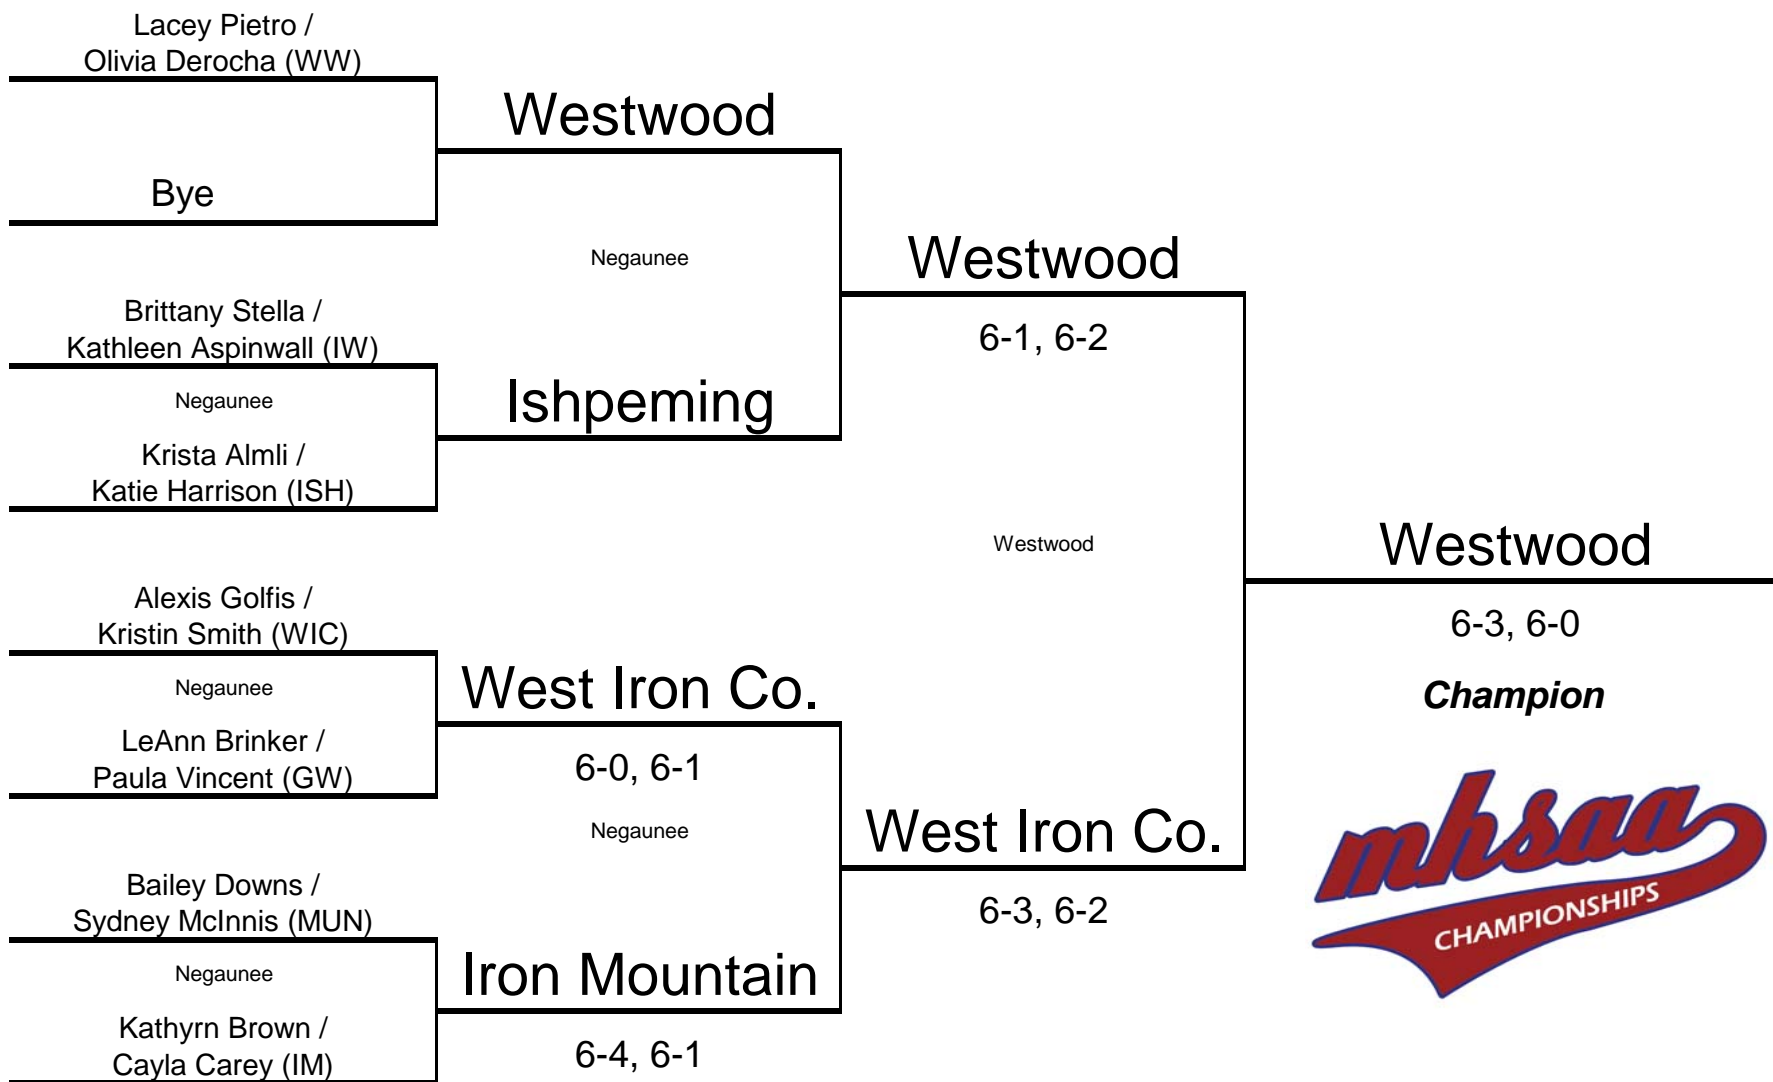 Lacey Pietro /
Olivia Derocha (WW)
Westwood
Bye
Negaunee
Westwood
Brittany Stella /
Kathleen Aspinwall (IW)
6-1, 6-2
Negaunee
Ishpeming
Krista Almli /
Katie Harrison (ISH)
Westwood
Westwood
Alexis Golfis /
Kristin Smith (WIC)
6-3, 6-0
Negaunee
West Iron Co.
Champion
LeAnn Brinker /
Paula Vincent (GW)
6-0, 6-1
Negaunee
West Iron Co.
mhsaa
CHAMPIONSHIPS
Bailey Downs /
Sydney McInnis (MUN)
6-3, 6-2
Negaunee
Iron Mountain
Kathyrn Brown /
Cayla Carey (IM)
6-4, 6-1